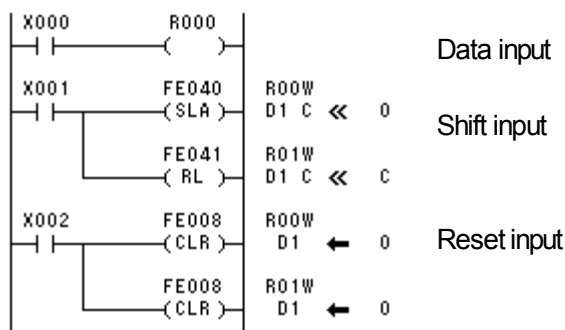 X000 R000
( )
Data input
X001 FE040 R00W
(SLA) D1 C « 0
Shift input
FE041 R01W
( RL ) D1 C « C
X002 FE008 R00W
(CLR) D1 ← 0
Reset input
FE008 R01W
(CLR) D1 ← 0